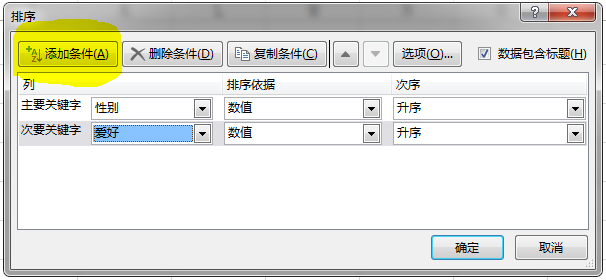 排序
添加条件(A) 删除条件(D) 复制条件(C) 选项(O)... 数据包含标题(H)
列 排序依据 次序
主要关键字 性别 数值 升序
次要关键字 爱好 数值 升序
确定 取消